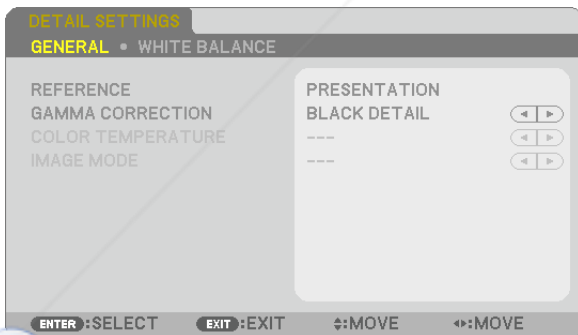 DETAIL SETTINGS
GENERAL • WHITE BALANCE
REFERENCE PRESENTATION
GAMMA CORRECTION BLACK DETAIL
COLOR TEMPERATURE ---
IMAGE MODE ---
ENTER :SELECT EXIT :EXIT :MOVE :MOVE